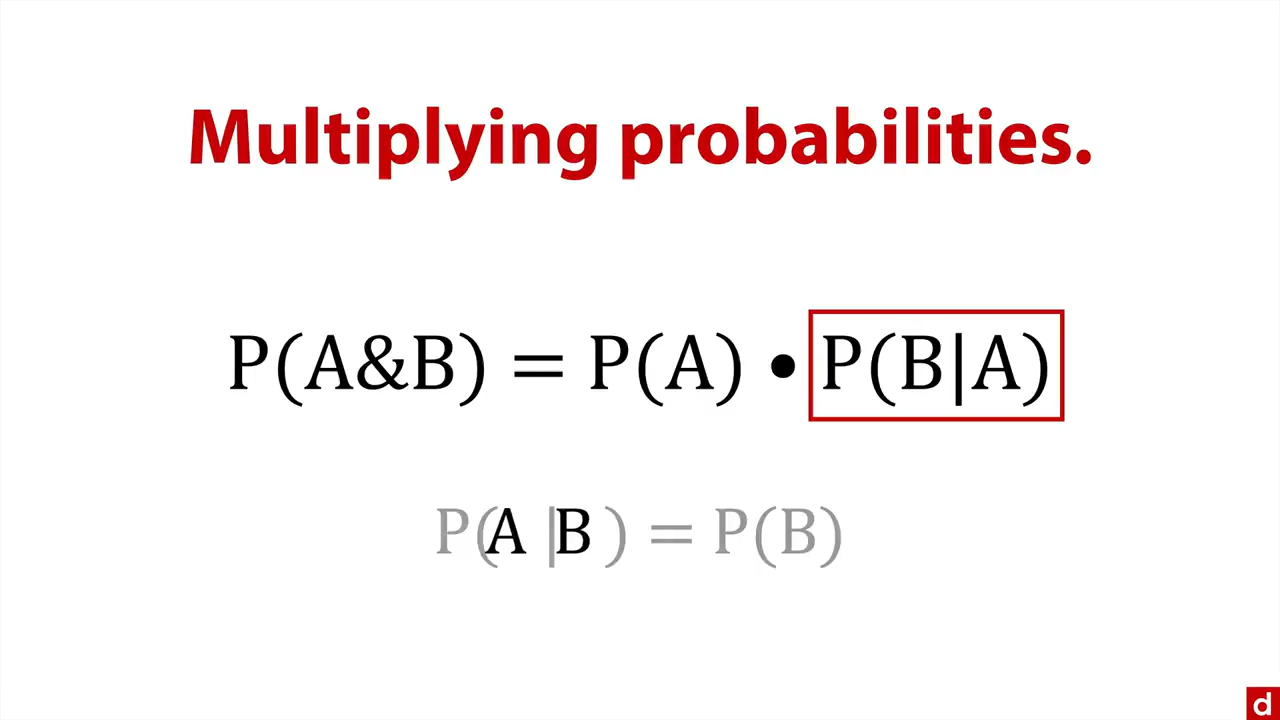 Multiplying probabilities.
P(A&B) = P(A) • P(B|A)
P(A |B ) = P(B)
d